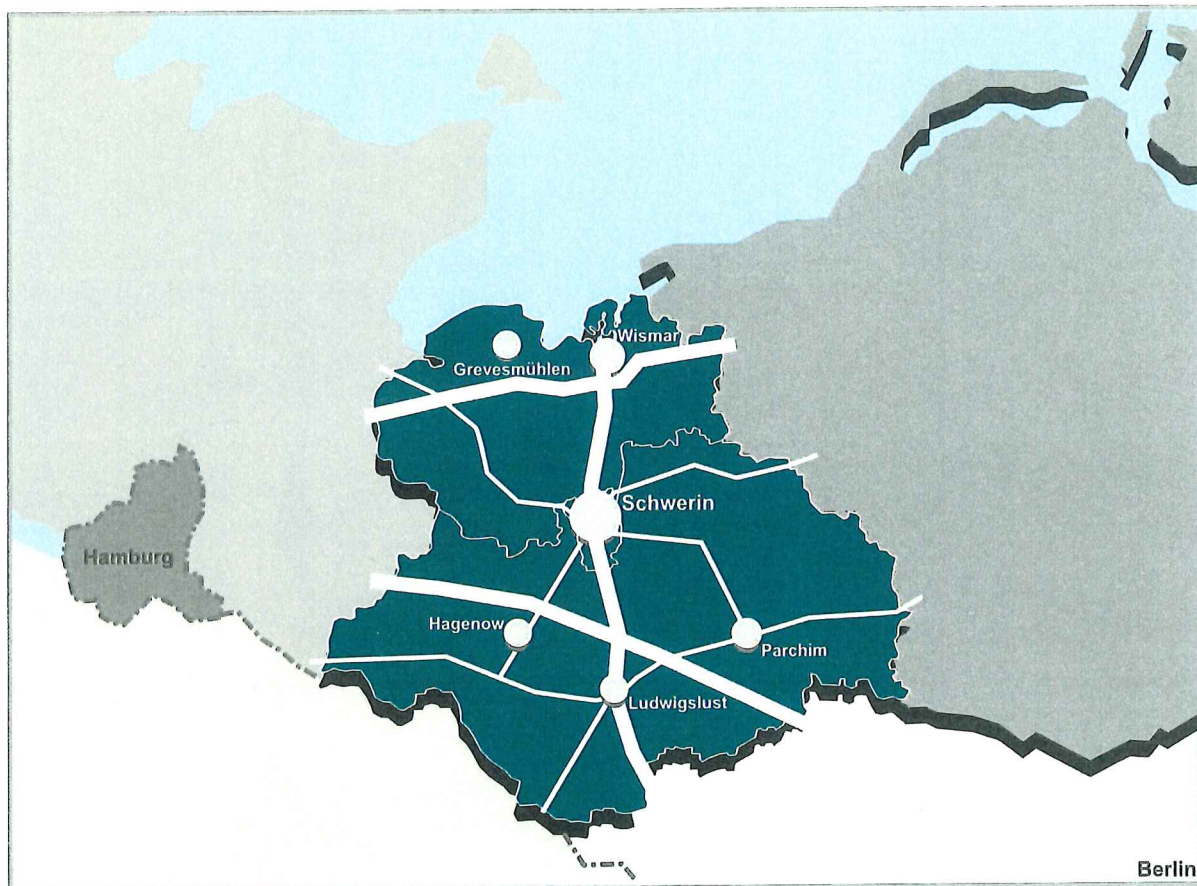 Wismar
Grevesmühlen
Schwerin
Hamburg
Hagenow
Parchim
Ludwigslust
Berlin